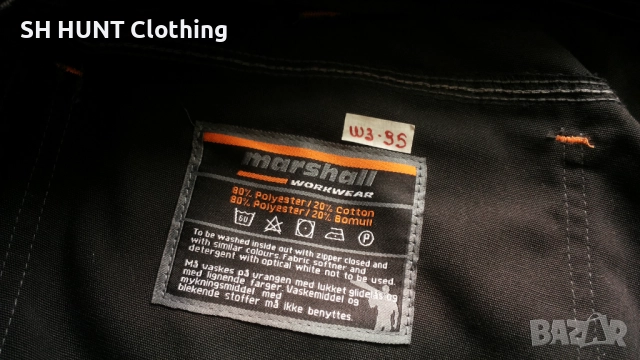 SH HUNT Clothing
W3-95
marshall
WORKWEAR
80% Polyester/20% Cotton
80% Polyester/20% Bomull
60
P
To be washed inside out with zipper closed and
with similar colours. Fabric softner and
detergent with optical white not to be used.
Må vaskes på vrangen med lukket glidelås og
med lignende farger. Vaskemiddel og
mykningsmiddel med
blekende stoffer må ikke benyttes.
BAZAR